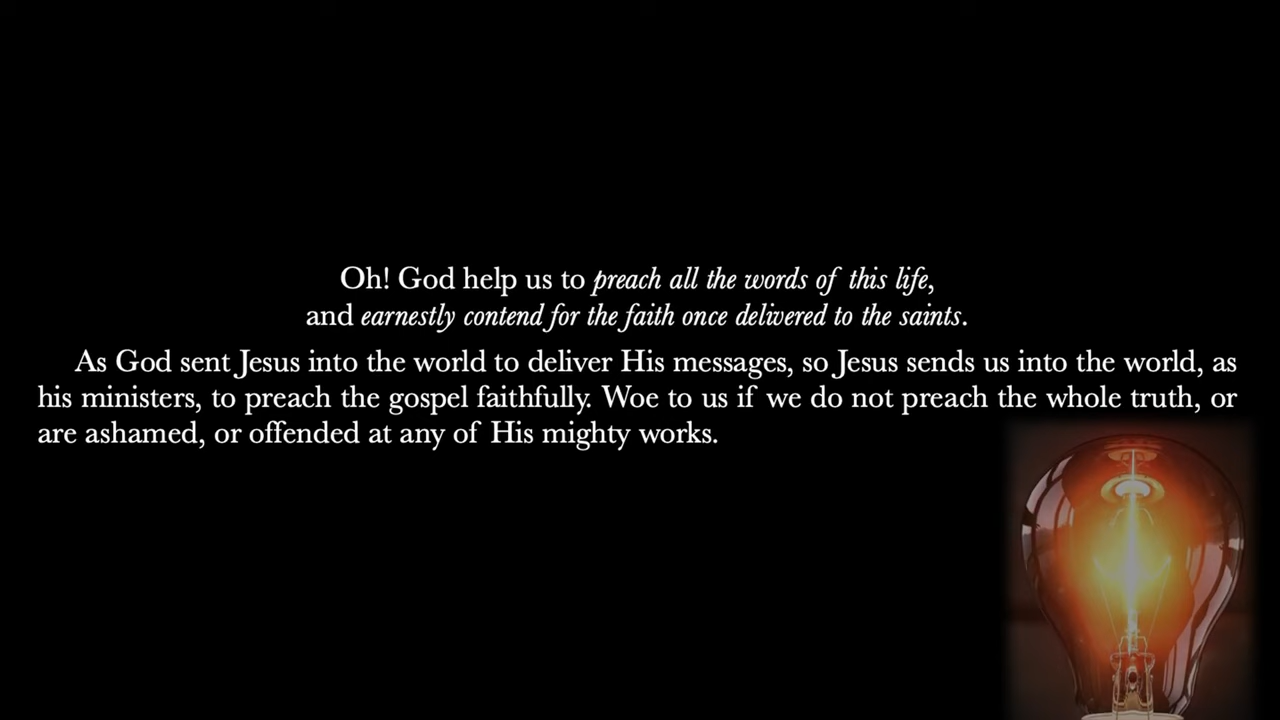 Oh! God help us to preach all the words of this life,
and earnestly contend for the faith once delivered to the saints.
As God sent Jesus into the world to deliver His messages, so Jesus sends us into the world, as
his ministers, to preach the gospel faithfully. Woe to us if we do not preach the whole truth, or
are ashamed, or offended at any of His mighty works.